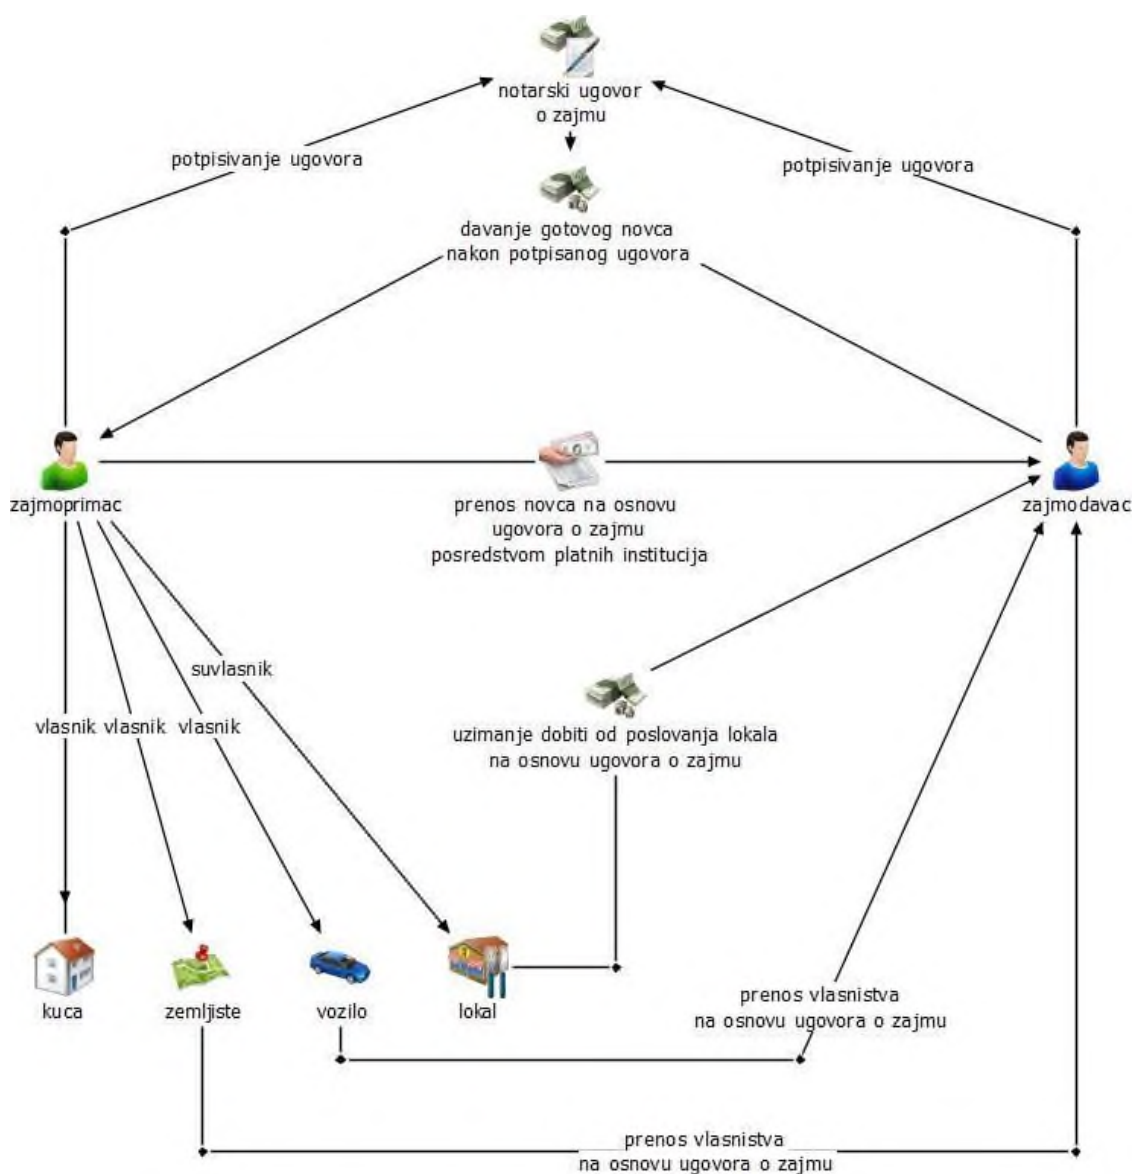 notarski ugovor
o zajmu
potpisivanje ugovora
potpisivanje ugovora
davanje gotovog novca
nakon potpisanog ugovora
zajmoprimac
zajmodavac
prenos novca na osnovu
ugovora o zajmu
posredstvom platnih institucija
suvlasnik
vlasnik
vlasnik
vlasnik
uzimanje dobiti od poslovanja lokala
na osnovu ugovora o zajmu
kuca
zemljiste
vozilo
lokal
prenos vlasnistva
na osnovu ugovora o zajmu
prenos vlasnistva
na osnovu ugovora o zajmu